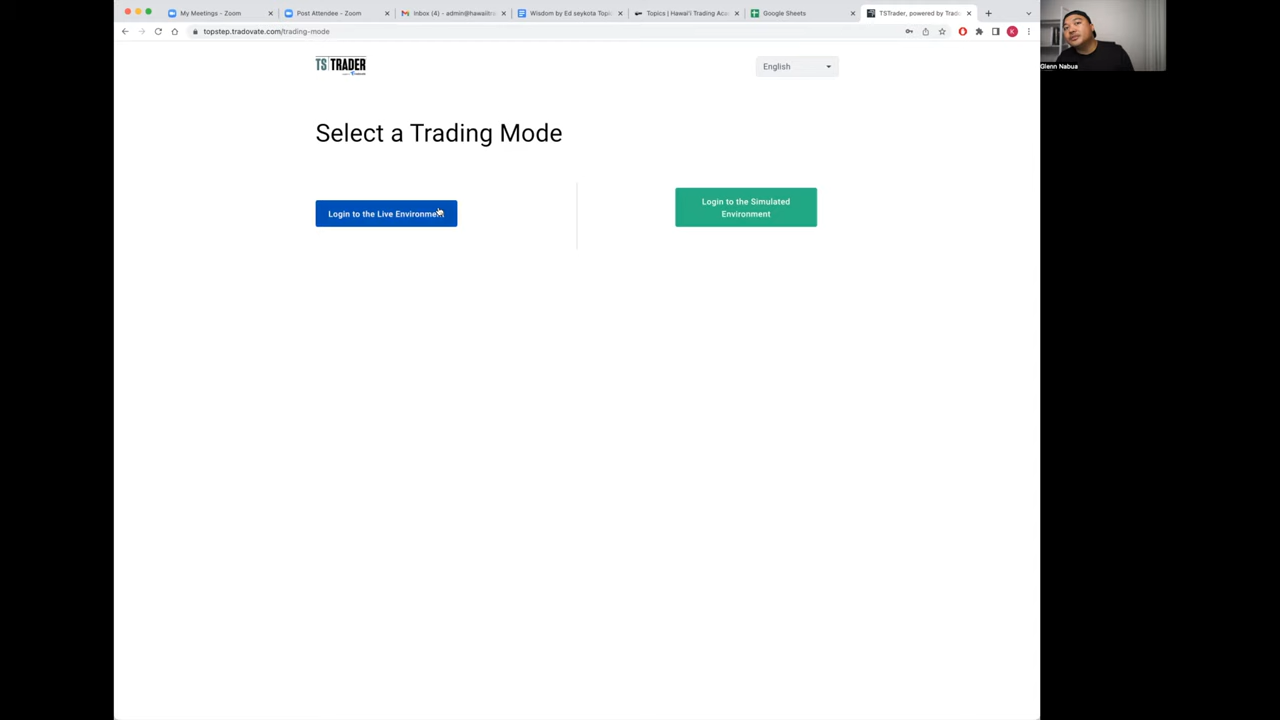 My Meetings - Zoom
Post Attendee - Zoom
Inbox (4) - admin@hawaiitra
Wisdom by Ed seykota Topic
Topics | Hawai'i Trading Aca
Google Sheets
TSTrader, powered by Trado
topstep.tradovate.com/trading-mode
K
Glenn Nabua
TS|TRADER
English
Select a Trading Mode
Login to the Live Environment
Login to the Simulated
Environment